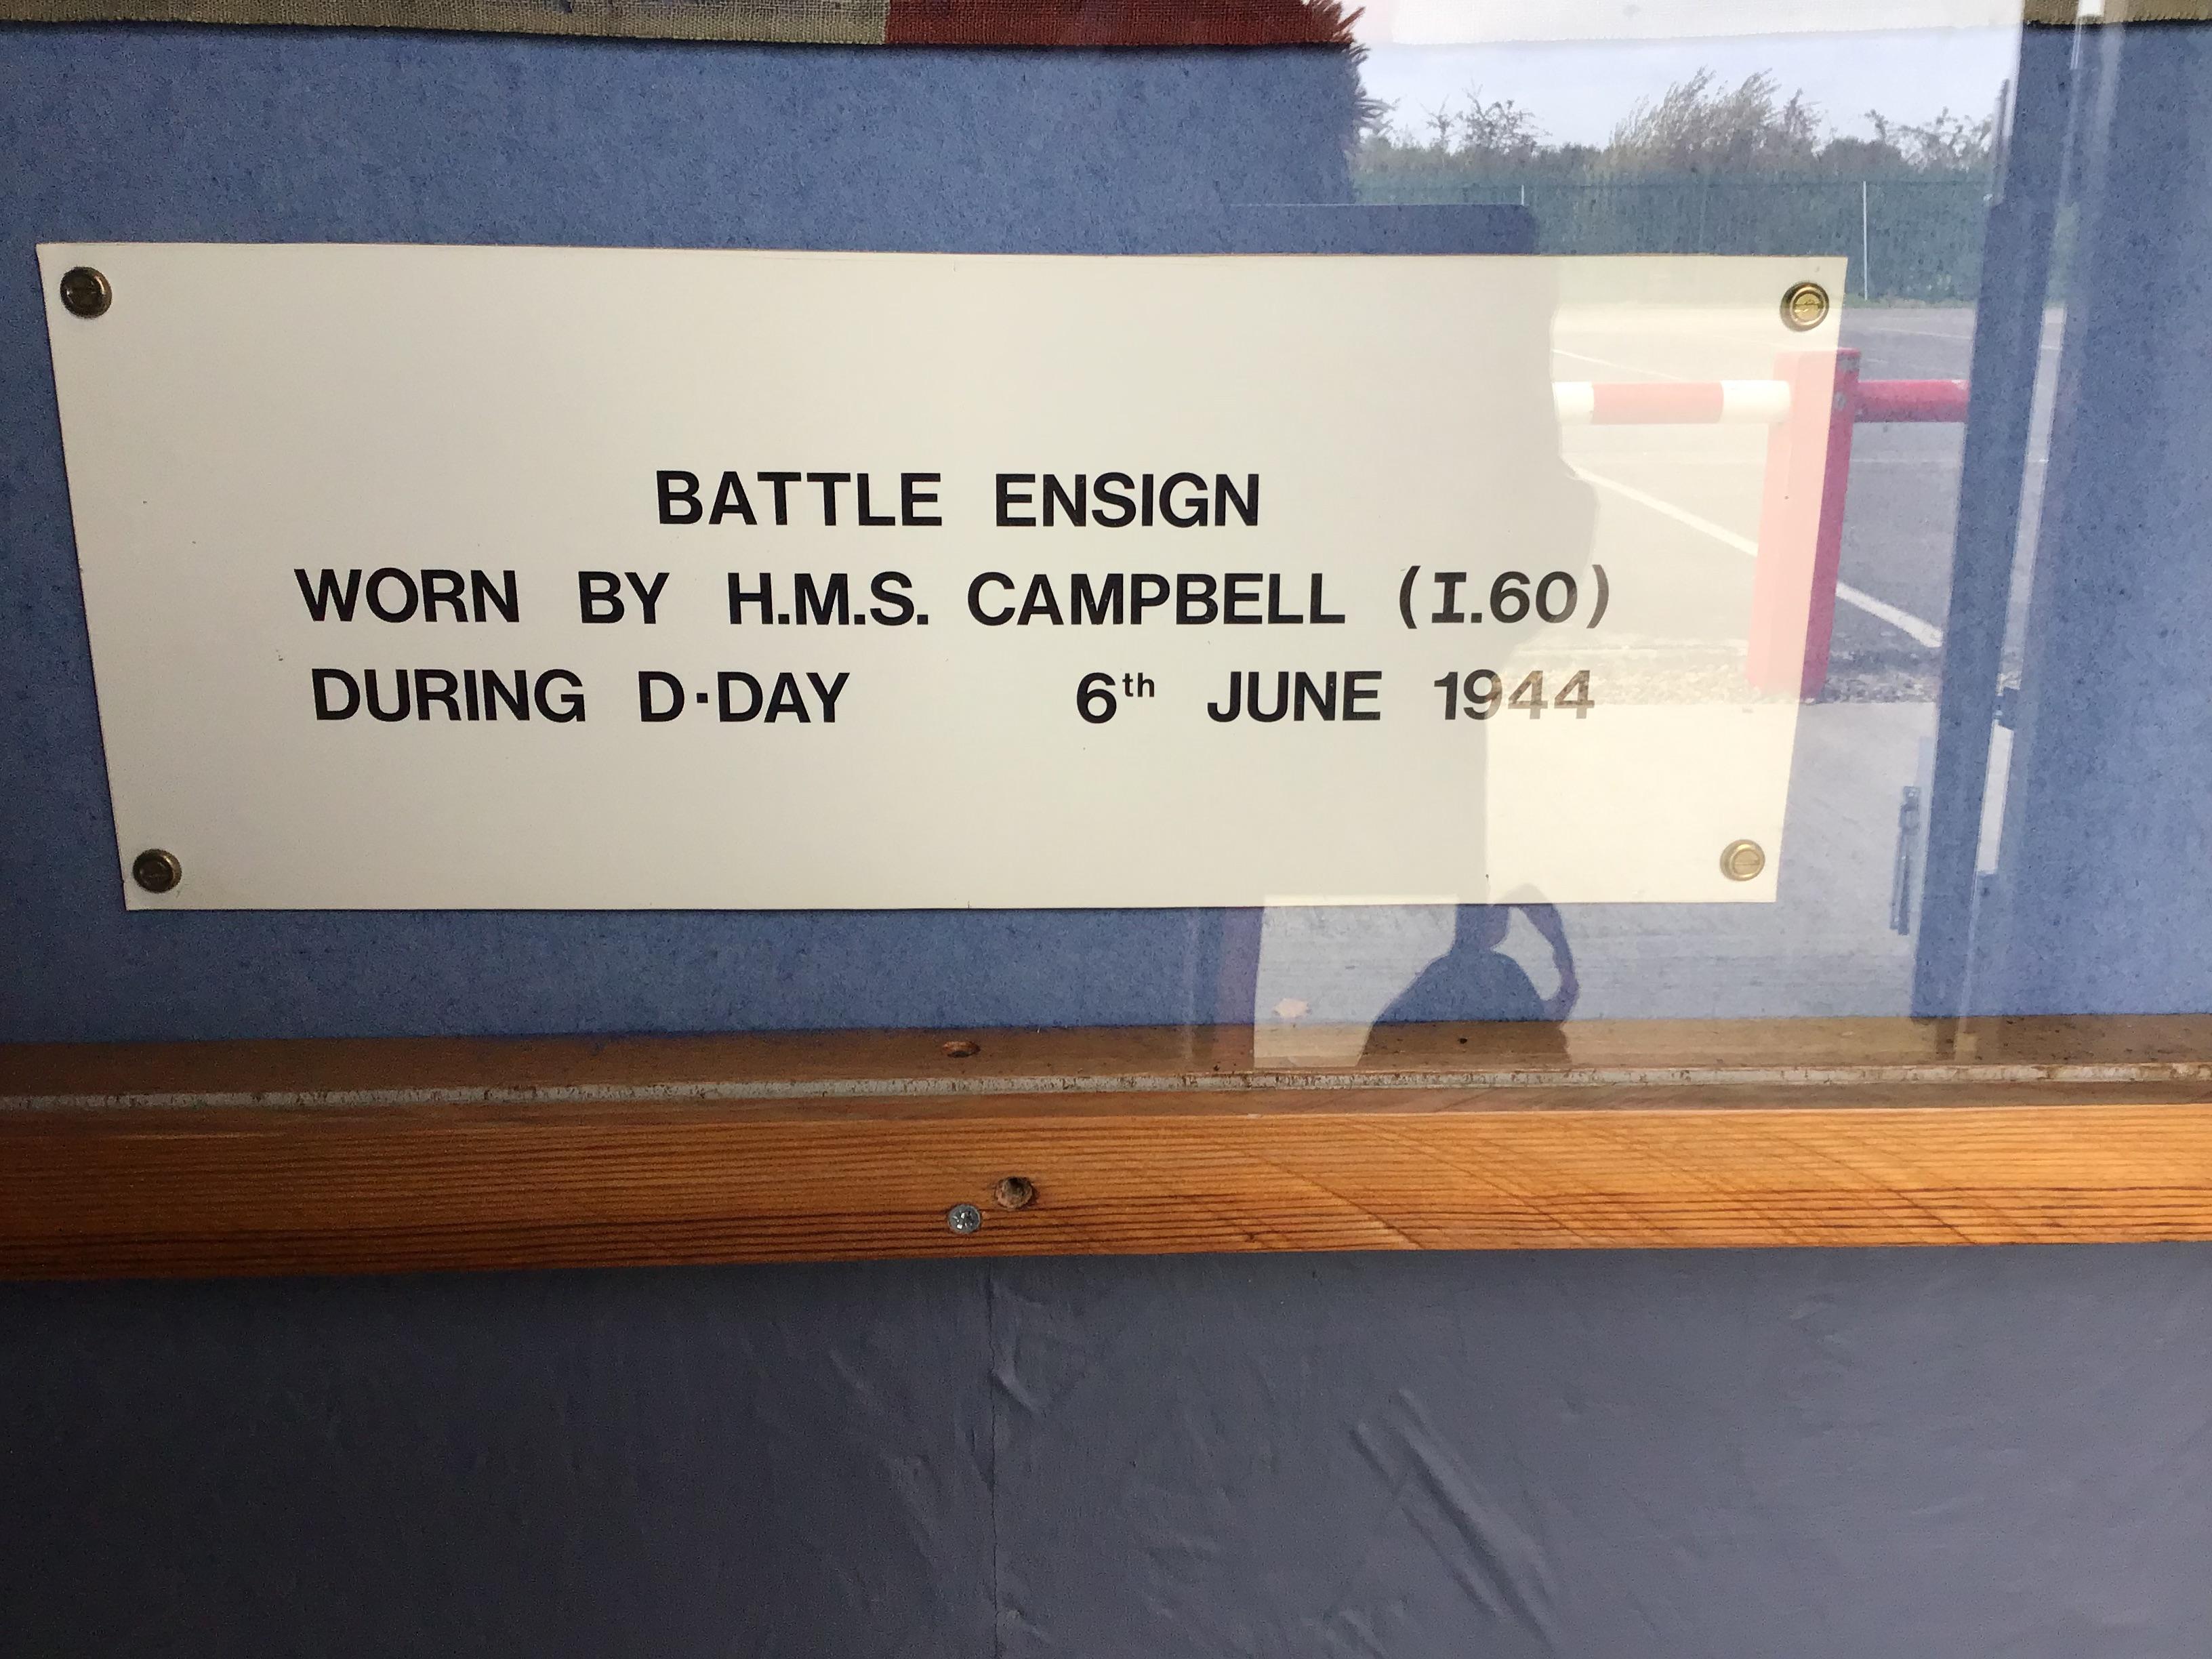 BATTLE ENSIGN
WORN BY H.M.S. CAMPBELL (I.60)
DURING D·DAY 6th JUNE 1944